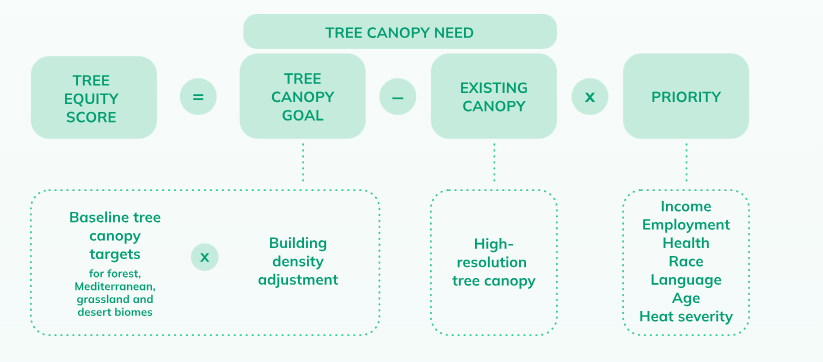 TREE CANOPY NEED
TREE
EQUITY
SCORE
=
TREE
CANOPY
GOAL
–
EXISTING
CANOPY
x
PRIORITY
Baseline tree
canopy
targets
for forest,
Mediterranean,
grassland and
desert biomes
x
Building
density
adjustment
High-
resolution
tree canopy
Income
Employment
Health
Race
Language
Age
Heat severity